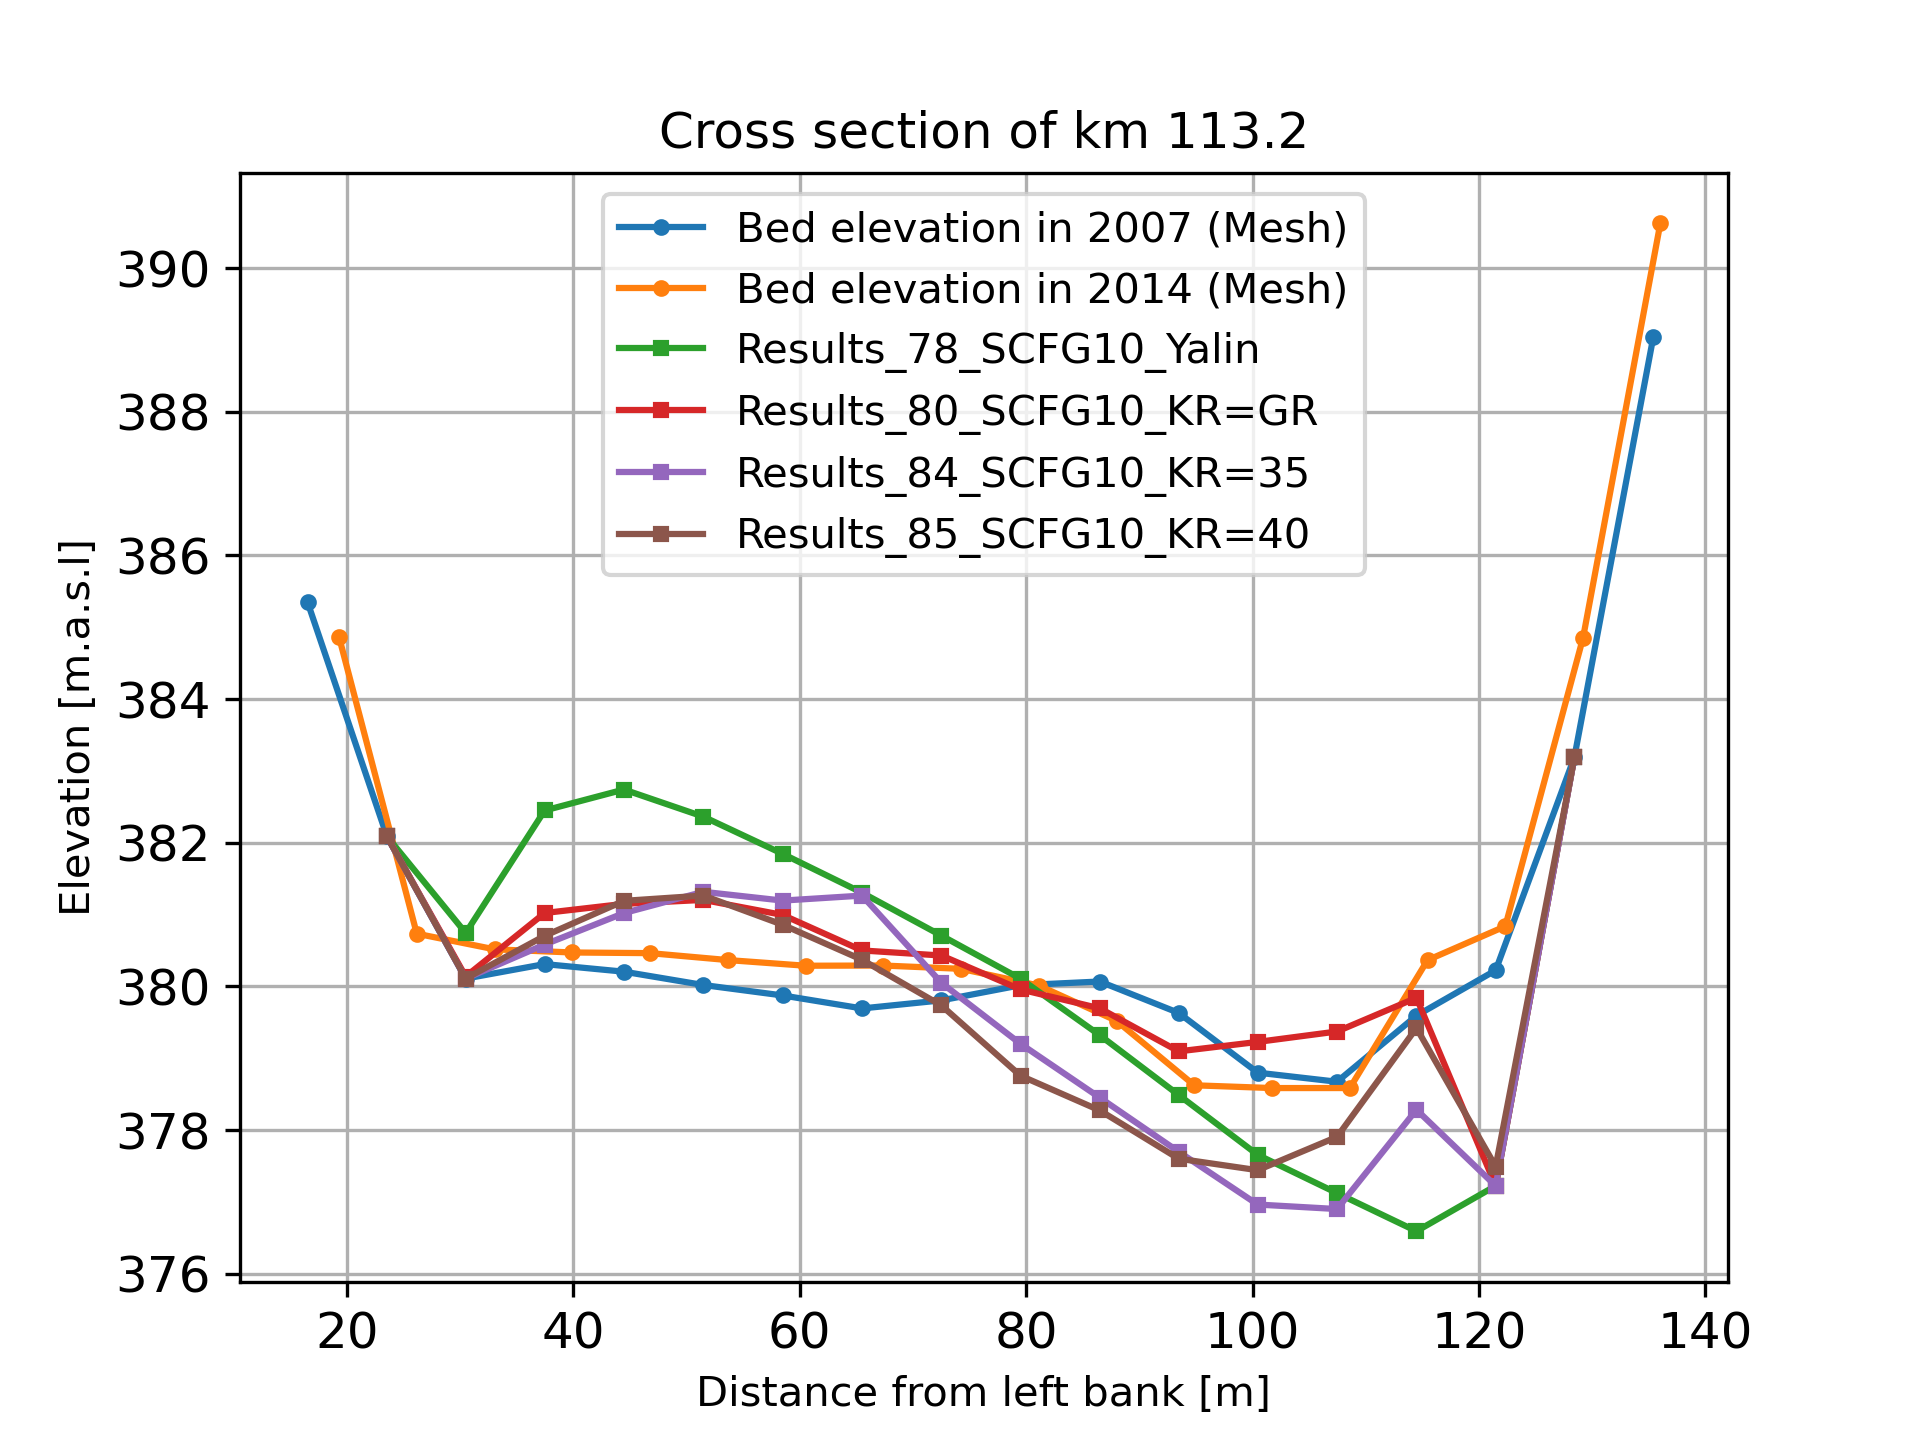 Cross section of km 113.2
Bed elevation in 2007 (Mesh)
Bed elevation in 2014 (Mesh)
Results_78_SCFG10_Yalin
Results_80_SCFG10_KR=GR
Results_84_SCFG10_KR=35
Results_85_SCFG10_KR=40
Elevation [m.a.s.l]
390
388
386
384
382
380
378
376
20 40 60 80 100 120 140
Distance from left bank [m]